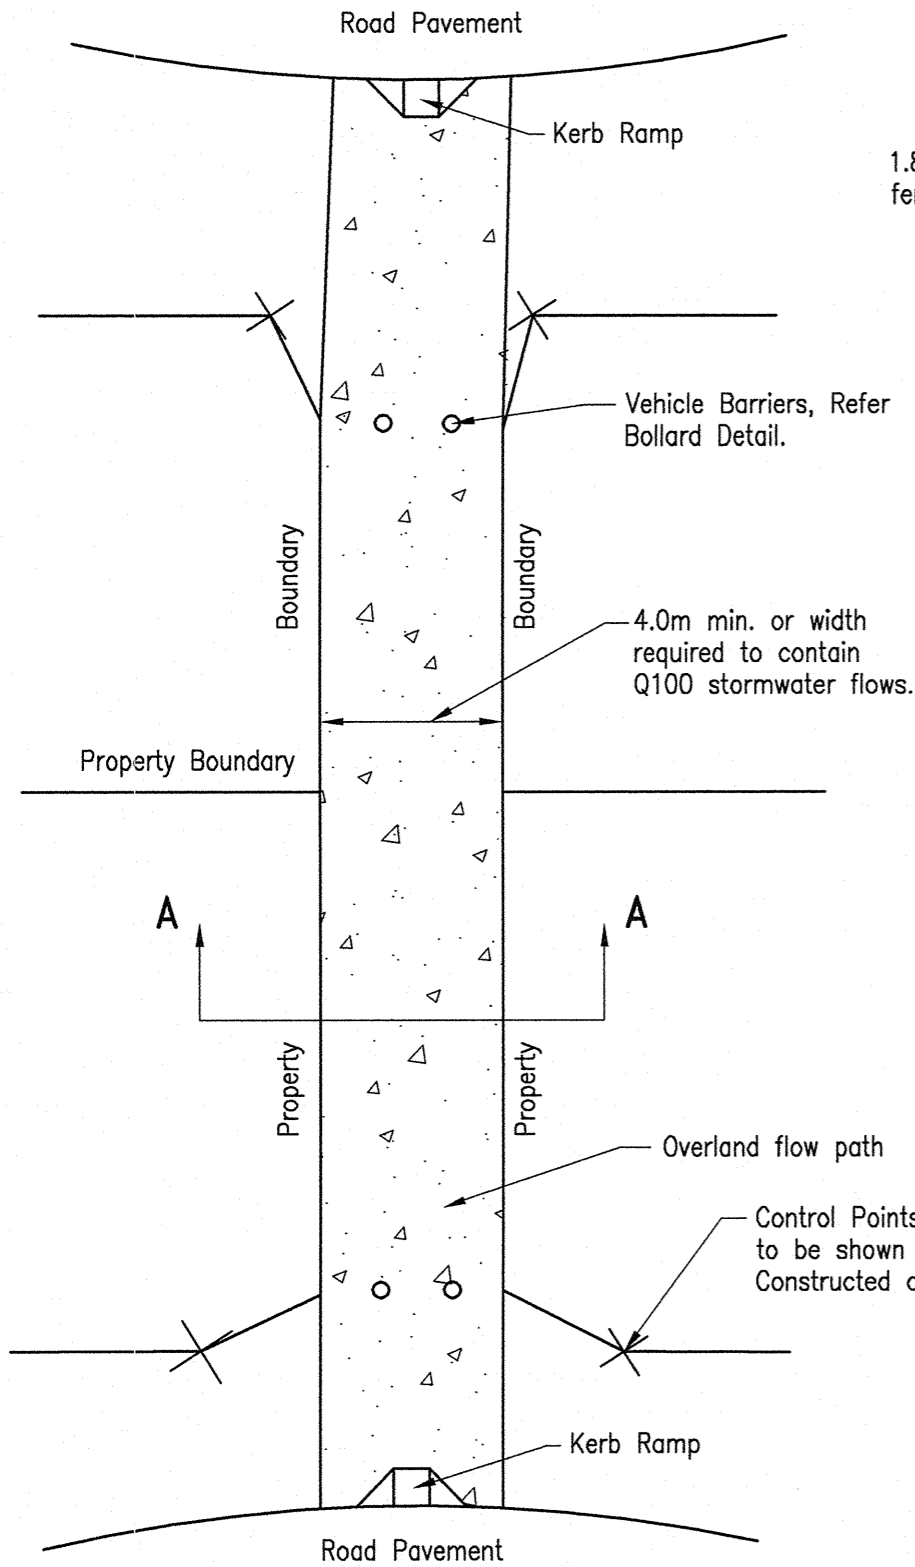 Road Pavement
Kerb Ramp
1.8
Vehicle Barriers, Refer
Bollard Detail.
Boundary
Boundary
4.0m min. or width
required to contain
Q100 stormwater flows.
Property Boundary
A
A
Property
Property
Overland flow path
Control Points
to be shown
Constructed
Kerb Ramp
Road Pavement